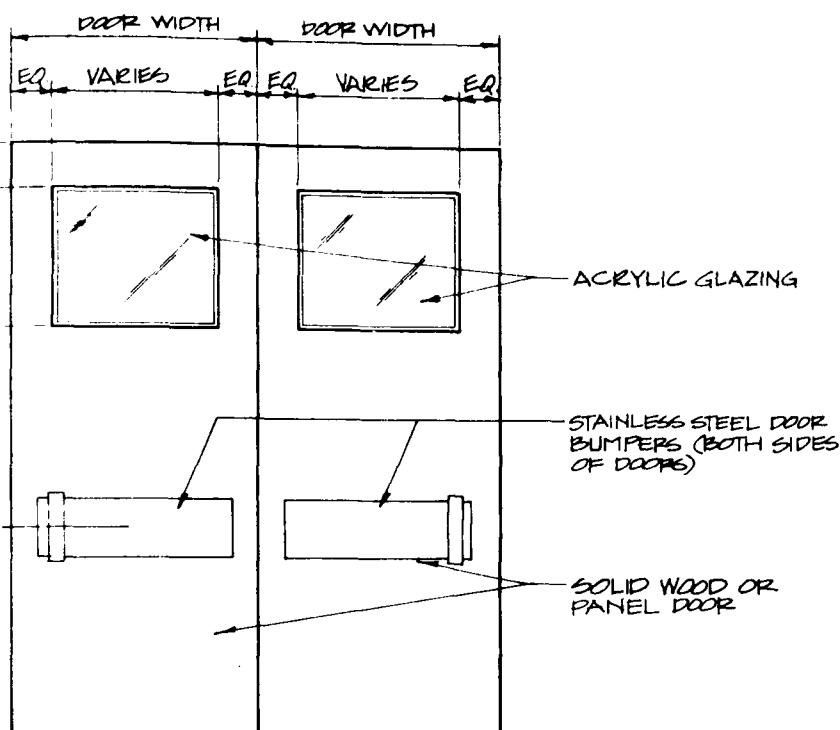 DOOR WIDTH DOOR WIDTH
EQ VARIES EQ EQ VARIES EQ
ACRYLIC GLAZING
STAINLESS STEEL DOOR
BUMPERS (BOTH SIDES
OF DOORS)
SOLID WOOD OR
PANEL DOOR